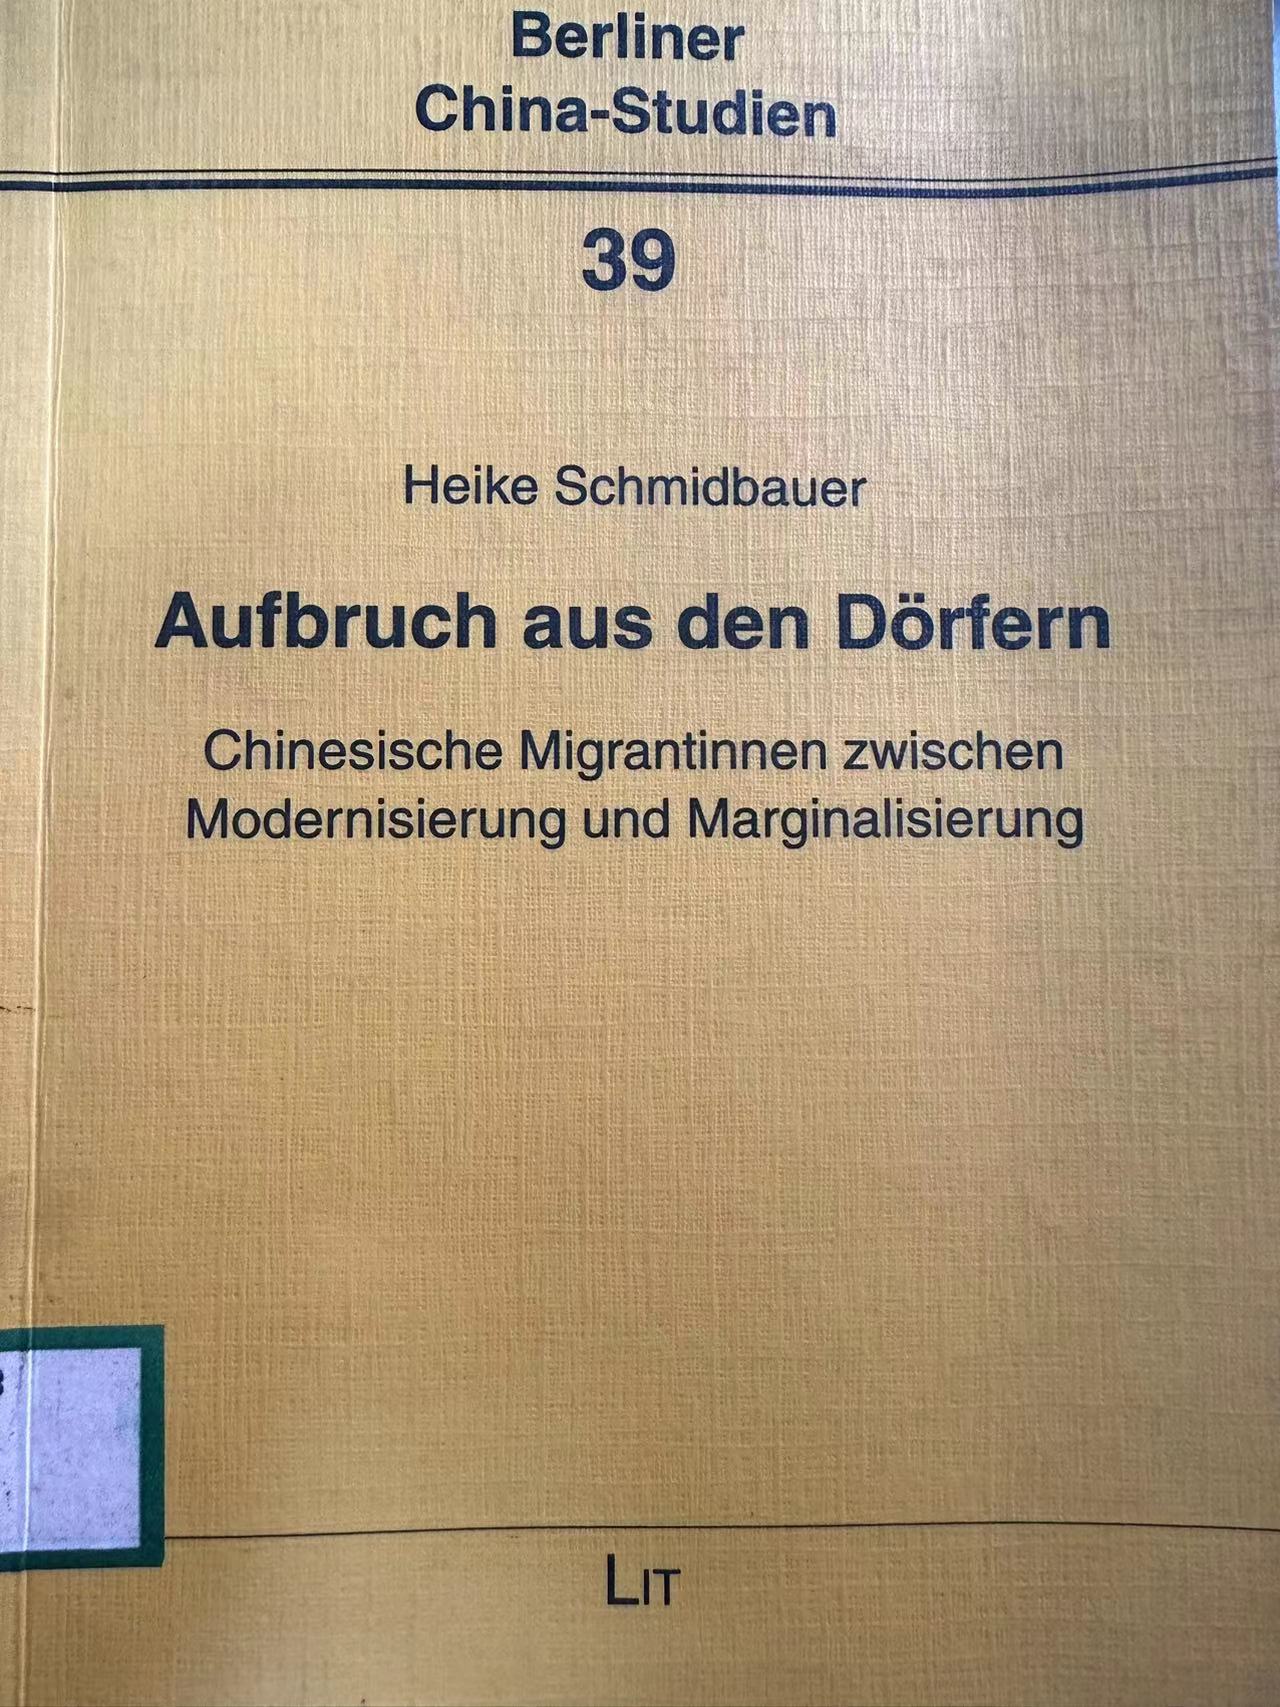 Berliner
China-Studien
39
Heike Schmidbauer
Aufbruch aus den Dörfern
Chinesische Migrantinnen zwischen
Modernisierung und Marginalisierung
LIT